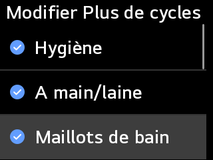 Modifier Plus de cycles
Hygiène
A main/laine
Maillots de bain